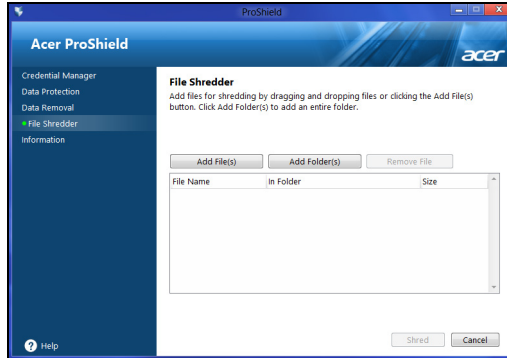 ProShield
Acer ProShield
acer
Credential Manager
Data Protection
Data Removal
File Shredder
Information
File Shredder
Add files for shredding by dragging and dropping files or clicking the Add File(s)
button. Click Add Folder(s) to add an entire folder.
Add File(s) Add Folder(s) Remove File
File Name In Folder Size
? Help
Shred Cancel